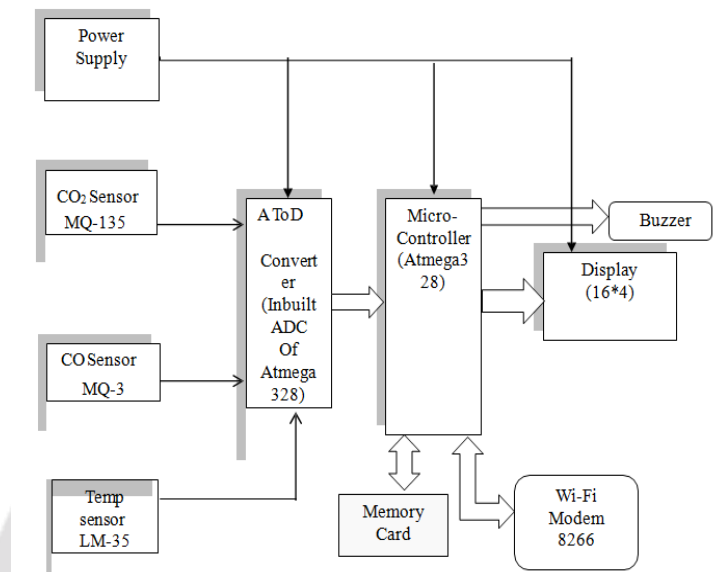 Power
Supply
CO₂ Sensor
MQ-135
A ToD
Convert
er
(Inbuilt
ADC
Of
Atmega
328)
Micro-
Controller
(Atmega3
28)
Buzzer
Display
(16*4)
CO Sensor
MQ-3
Temp
sensor
LM-35
Memory
Card
Wi-Fi
Modem
8266